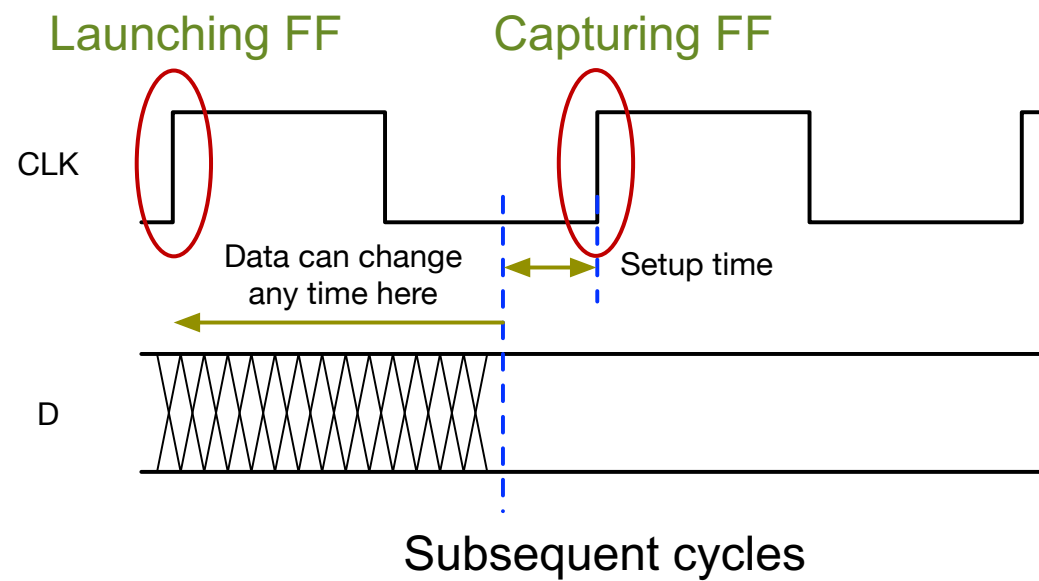 Launching FF
Capturing FF
CLK
Data can change
any time here
Setup time
D
Subsequent cycles